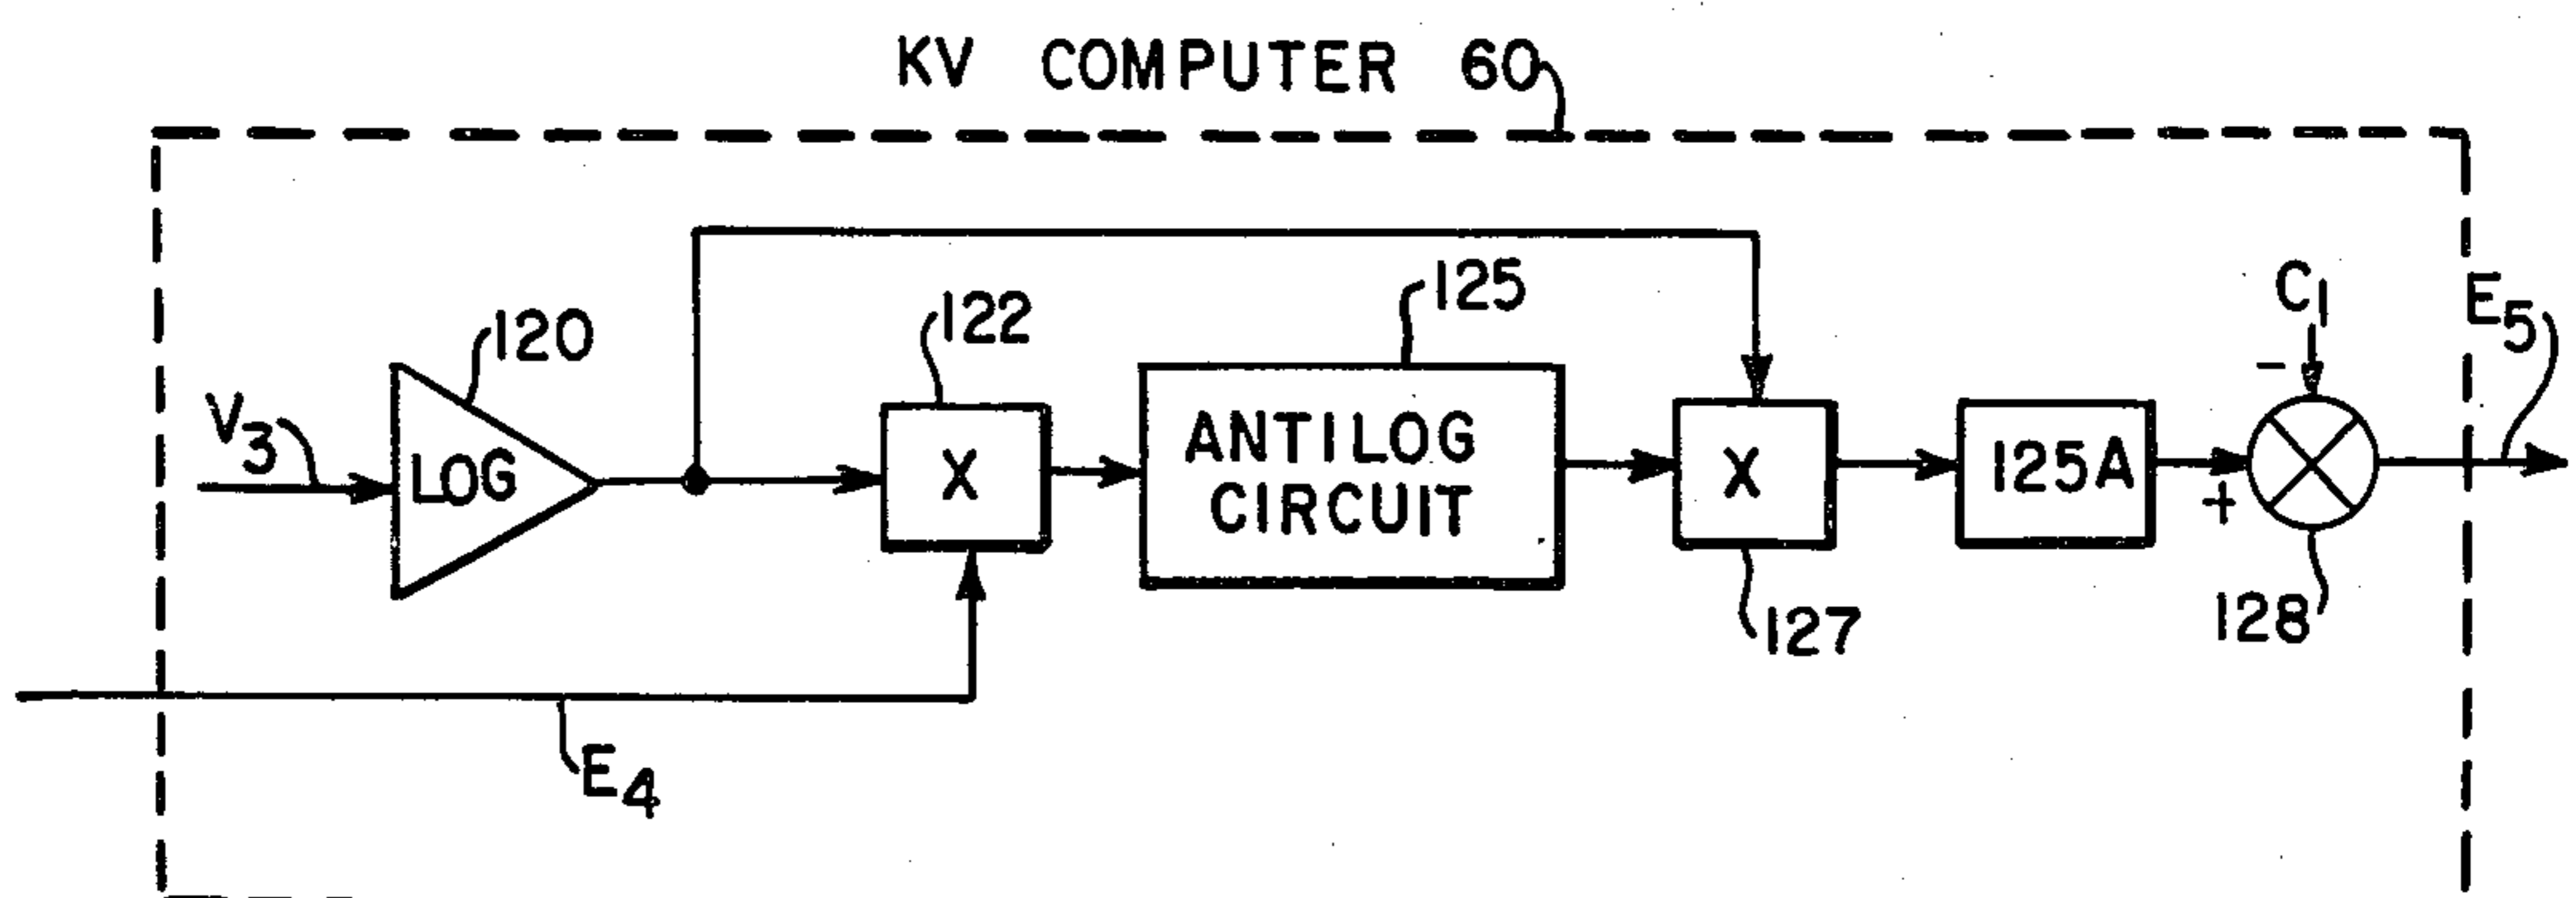 KV COMPUTER 60
120
122
125
C1
E5
V3
LOG
X
ANTILOG
CIRCUIT
X
125A
-
+
127
128
E4